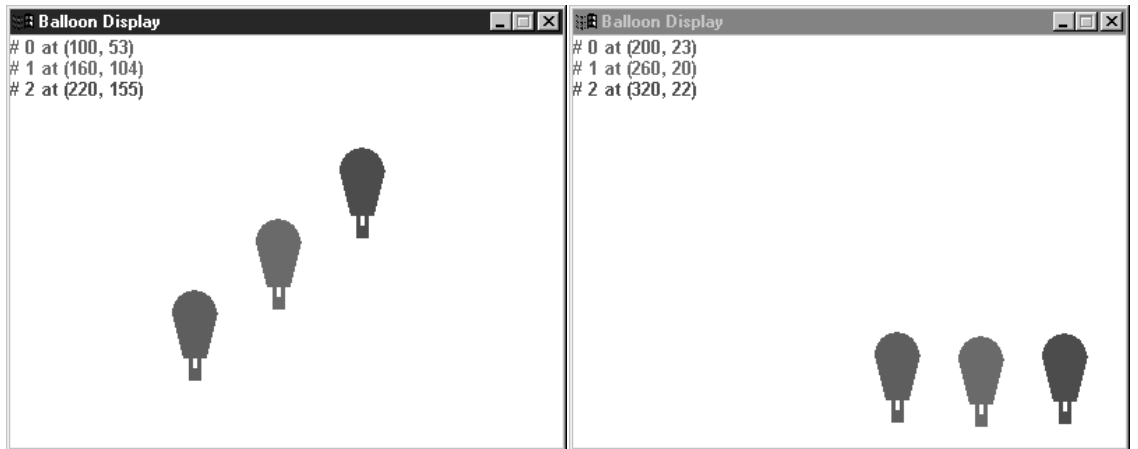 Balloon Display
# 0 at (100, 53)
# 1 at (160, 104)
# 2 at (220, 155)
Balloon Display
# 0 at (200, 23)
# 1 at (260, 20)
# 2 at (320, 22)